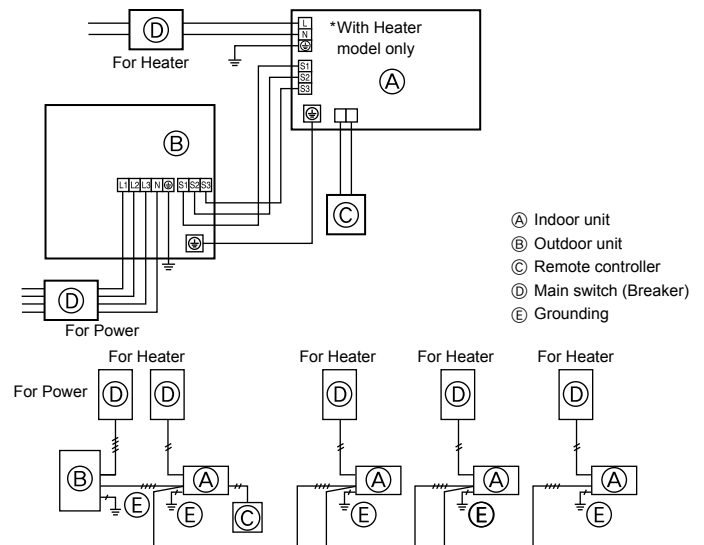 Ⓓ
For Heater
L
N
*With Heater
model only
S1
S2
S3
Ⓐ
Ⓑ
L1 L2 L3 N S1 S2 S3
Ⓒ
Ⓓ
For Power
Ⓐ Indoor unit
Ⓑ Outdoor unit
Ⓒ Remote controller
Ⓓ Main switch (Breaker)
Ⓔ Grounding
For Heater For Heater For Heater For Heater
For Power Ⓓ Ⓓ Ⓓ Ⓓ Ⓓ
Ⓑ Ⓐ Ⓐ Ⓐ Ⓐ
Ⓔ Ⓔ Ⓒ Ⓔ Ⓔ Ⓔ